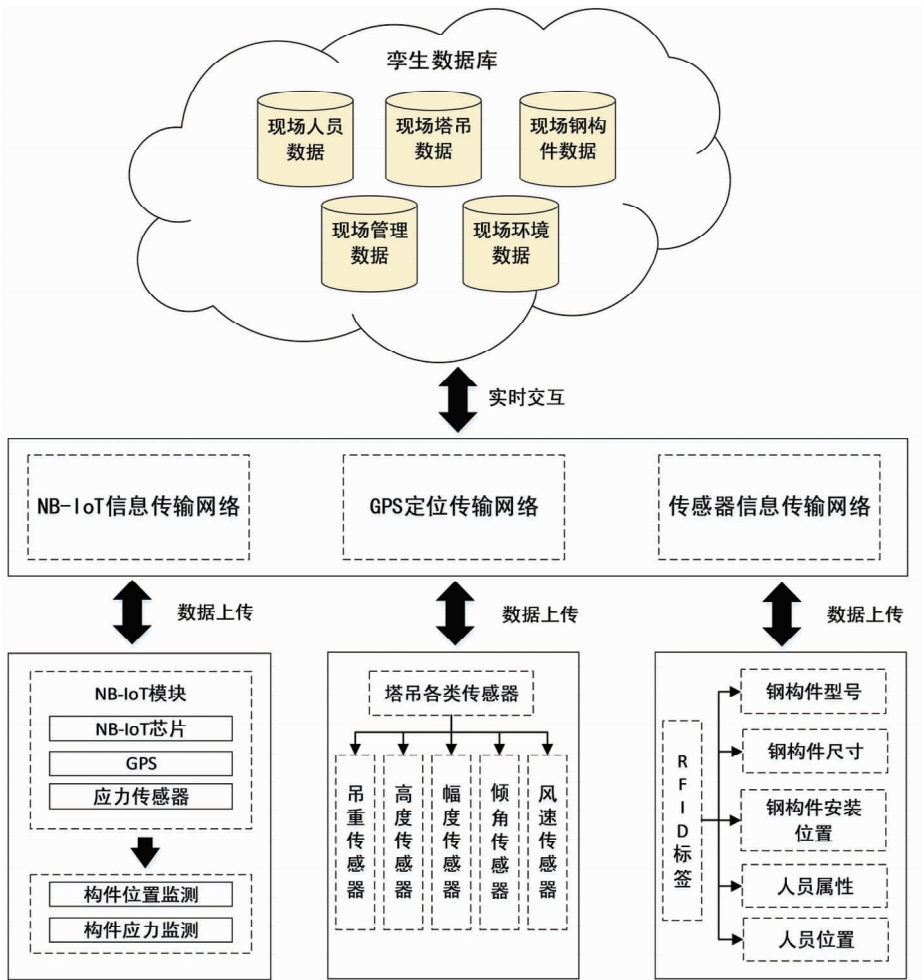 孪生数据库
现场人员
数据
现场塔吊
数据
现场钢构
件数据
现场管理
数据
现场环境
数据
实时交互
NB-IoT信息传输网络
GPS定位传输网络
传感器信息传输网络
数据上传
数据上传
数据上传
NB-IoT模块
NB-IoT芯片
GPS
应力传感器
构件位置监测
构件应力监测
塔吊各类传感器
吊重传感器
高度传感器
幅度传感器
倾角传感器
风速传感器
RFID标签
钢构件型号
钢构件尺寸
钢构件安装
位置
人员属性
人员位置